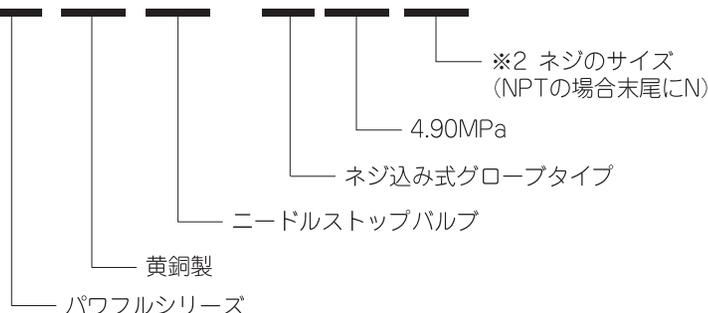 ※2 ネジのサイズ
（NPTの場合末尾にN）
4.90MPa
ネジ込み式グローブタイプ
ニードルストップバルブ
黄銅製
パワフルシリーズ